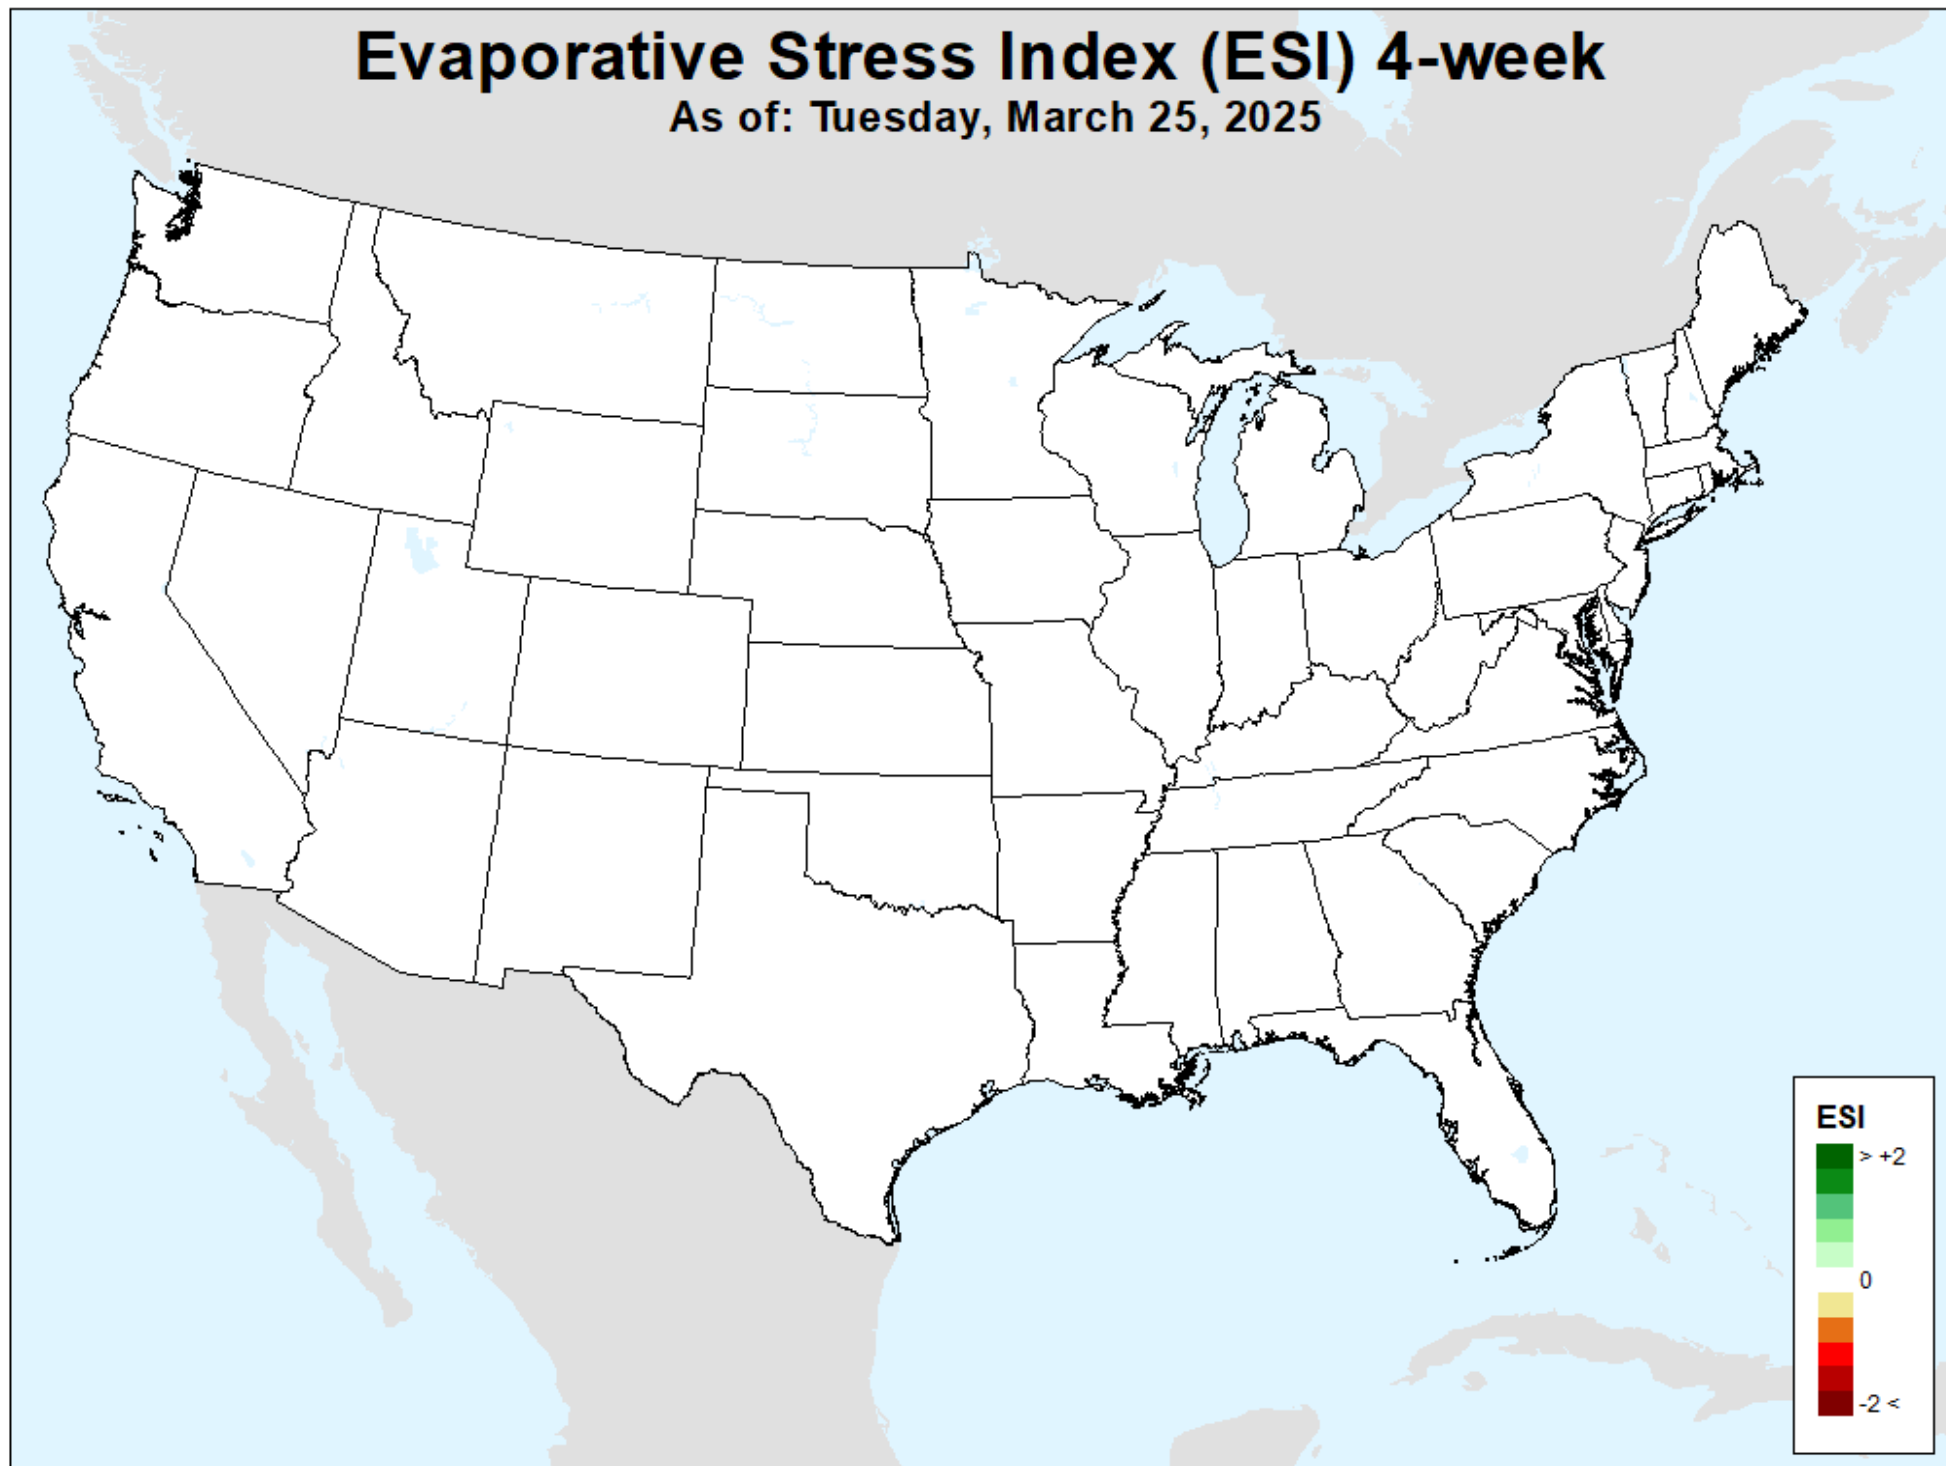 Evaporative Stress Index (ESI) 4-week
As of: Tuesday, March 25, 2025
ESI
> +2
0
-2 <